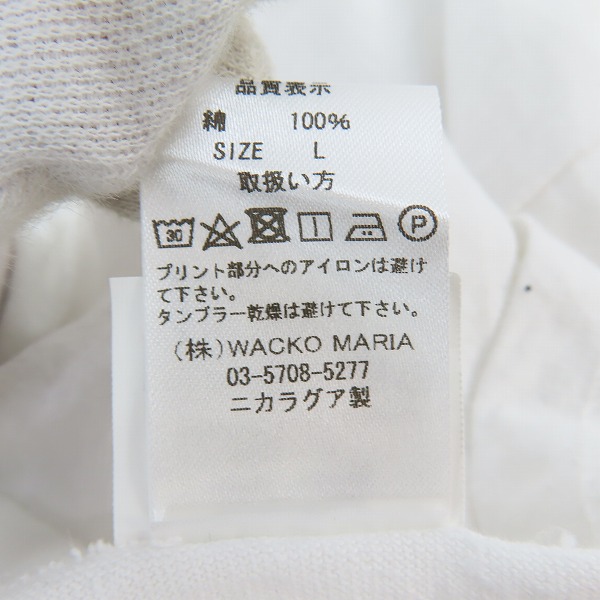 品質表示
綿 100%
SIZE L
取扱い方
30 P
プリント部分へのアイロンは避け
て下さい。
タンブラー乾燥は避けて下さい。
(株)WACKO MARIA
03-5708-5277
ニカラグア製